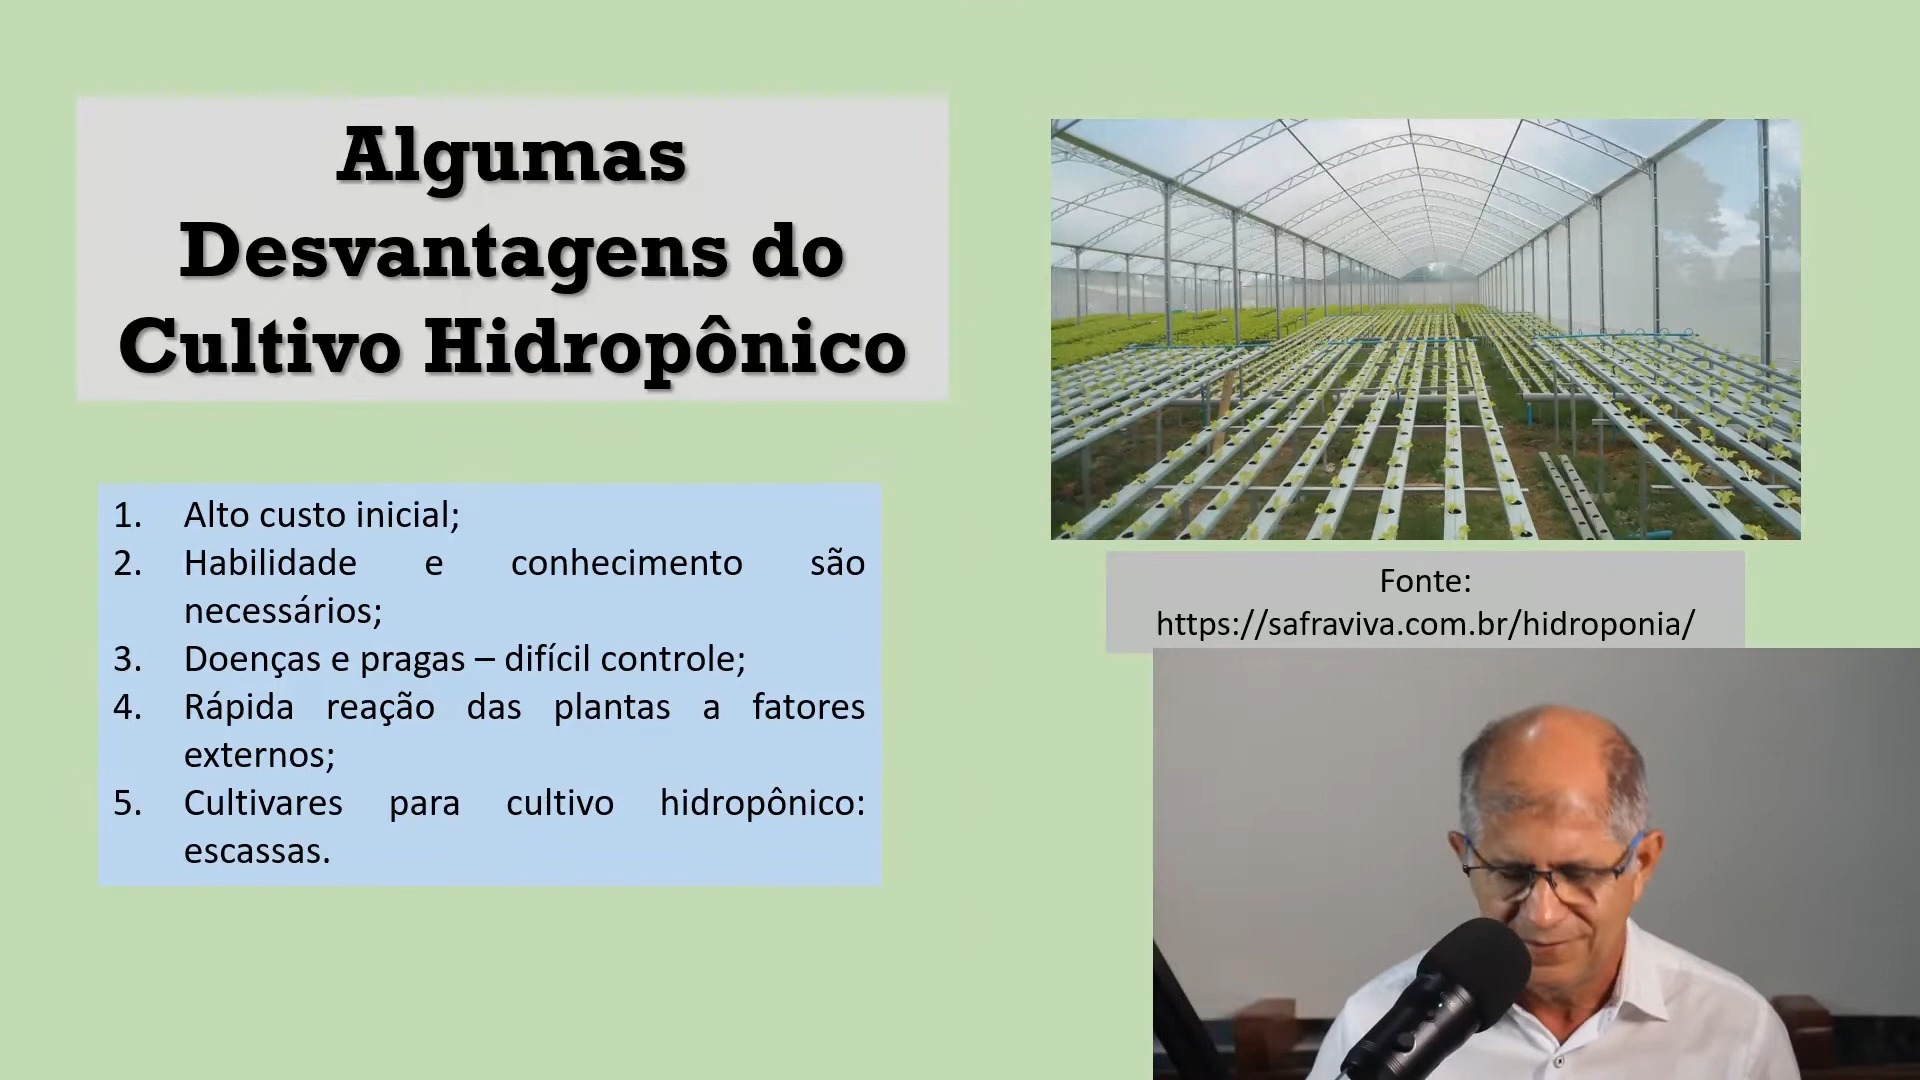 Algumas
Desvantagens do
Cultivo Hidropônico
1. Alto custo inicial;
2. Habilidade e conhecimento são
necessários;
3. Doenças e pragas – difícil controle;
4. Rápida reação das plantas a fatores
externos;
5. Cultivares para cultivo hidropônico:
escassas.
Fonte:
https://safraviva.com.br/hidroponia/